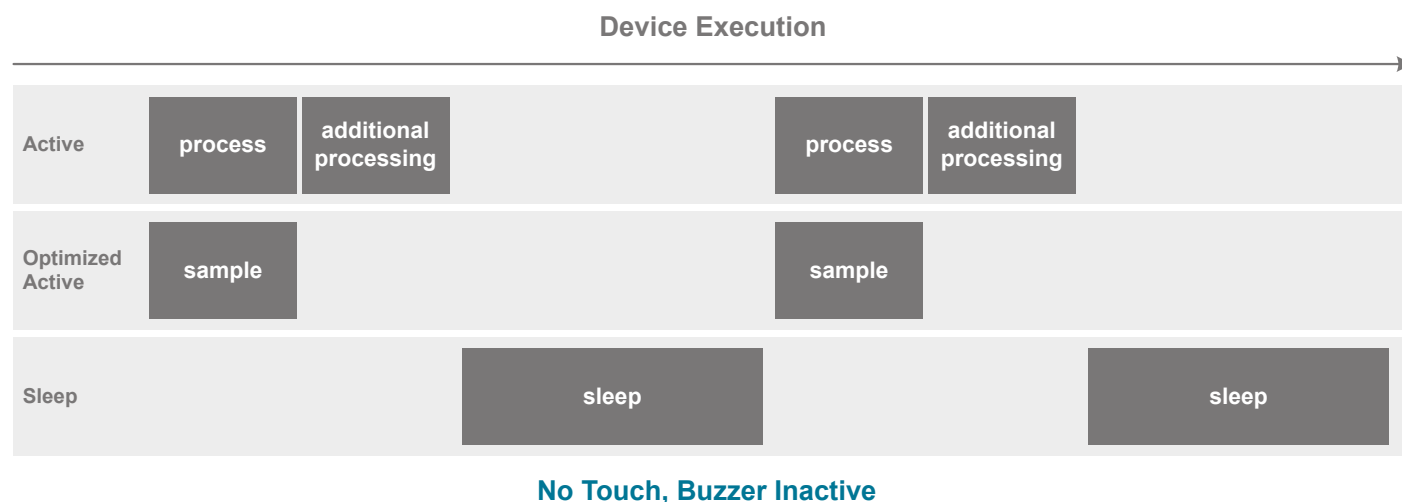 Device Execution
Active
process
additional
processing
process
additional
processing
Optimized
Active
sample
sample
Sleep
sleep
sleep
No Touch, Buzzer Inactive